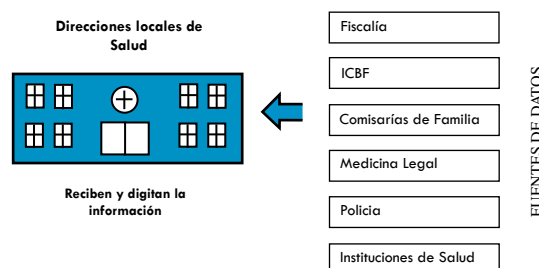 Direcciones locales de
Salud
Reciben y digitan la
información
Fiscalía
ICBF
Comisarías de Familia
Medicina Legal
Policia
Instituciones de Salud
FUENTES DE DATOS